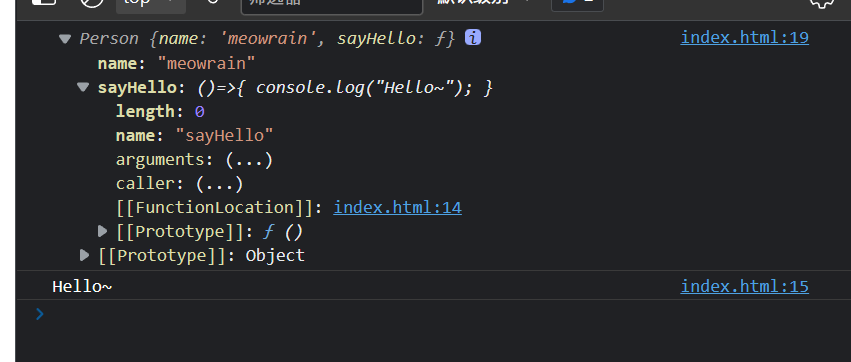 top
筛选器
默认级别
Person {name: 'meowrain', sayHello: ƒ} i
index.html:19
name: "meowrain"
sayHello: ()=>{ console.log("Hello~"); }
length: 0
name: "sayHello"
arguments: (...)
caller: (...)
[[FunctionLocation]]: index.html:14
[[Prototype]]: ƒ ()
[[Prototype]]: Object
Hello~
index.html:15